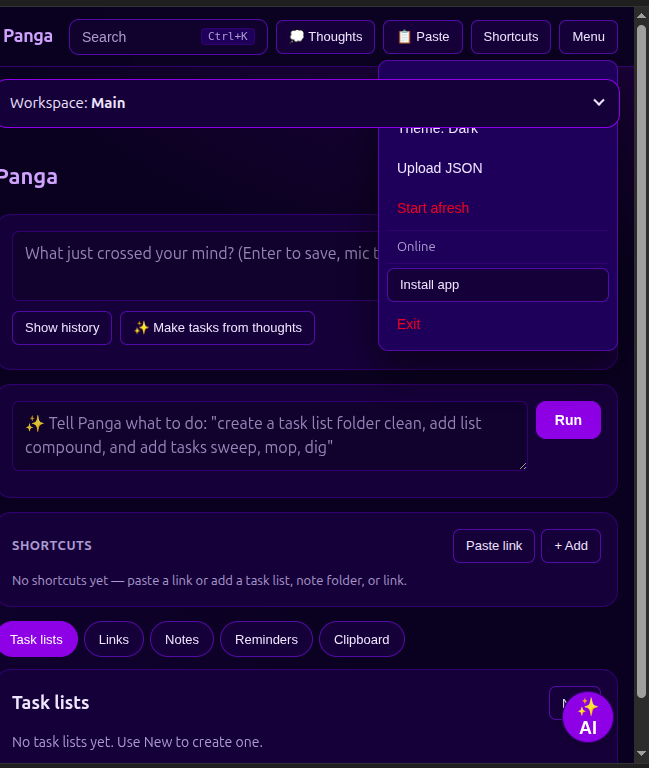 Panga
Search Ctrl+K
💭 Thoughts
📋 Paste
Shortcuts
Menu
Workspace: Main
Theme: Dark
Upload JSON
Start afresh
Online
Install app
Exit
Panga
What just crossed your mind? (Enter to save, mic t
Show history
✨ Make tasks from thoughts
✨ Tell Panga what to do: "create a task list folder clean, add list
compound, and add tasks sweep, mop, dig"
Run
SHORTCUTS
Paste link
+ Add
No shortcuts yet — paste a link or add a task list, note folder, or link.
Task lists
Links
Notes
Reminders
Clipboard
Task lists
✨
AI
No task lists yet. Use New to create one.